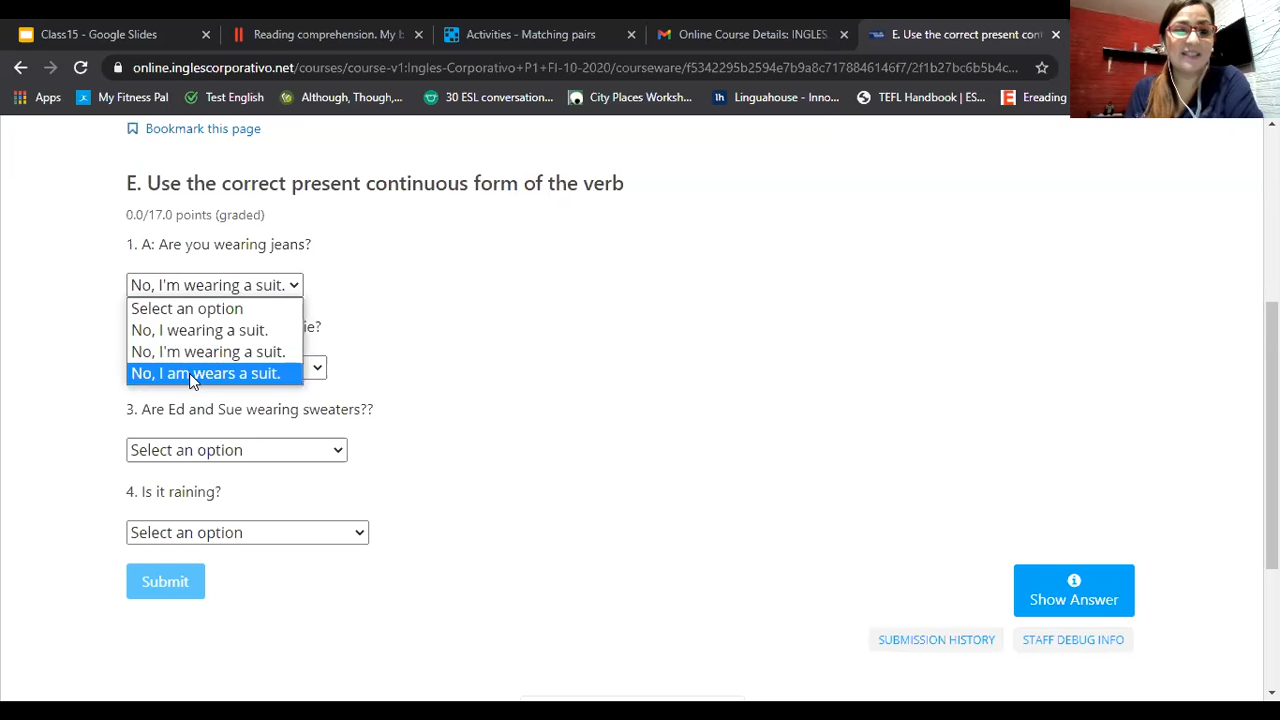 Class15 - Google Slides
Reading comprehension. My b
Activity - Matching pairs
Online Course Details: INGLES
E. Use the correct present cont
online.inglescorporativo.net/courses/course-v1:Ingles-Corporativo+P1+E-10-2020/courseware/f5342295b2594e7b9a3e7178846146f7/2f1b27bc6b5b4c...
Apps
My Fitness Pal
Test English
Although, Though,...
30 ESL Conversation...
City Places Crossw...
Linguahouse - Inno...
TEFL Handbook | ES...
Ereading
Bookmark this page
E. Use the correct present continuous form of the verb
0.0/17.0 points (graded)
1. A: Are you wearing jeans?
No, I'm wearing a suit.
Select an option
No, I wearing a suit.
ie?
No, I'm wearing a suit.
No, I am wears a suit.
3. Are Ed and Sue wearing sweaters??
Select an option
4. Is it raining?
Select an option
Submit
Show Answer
SUBMISSION HISTORY
STAFF DEBUG INFO